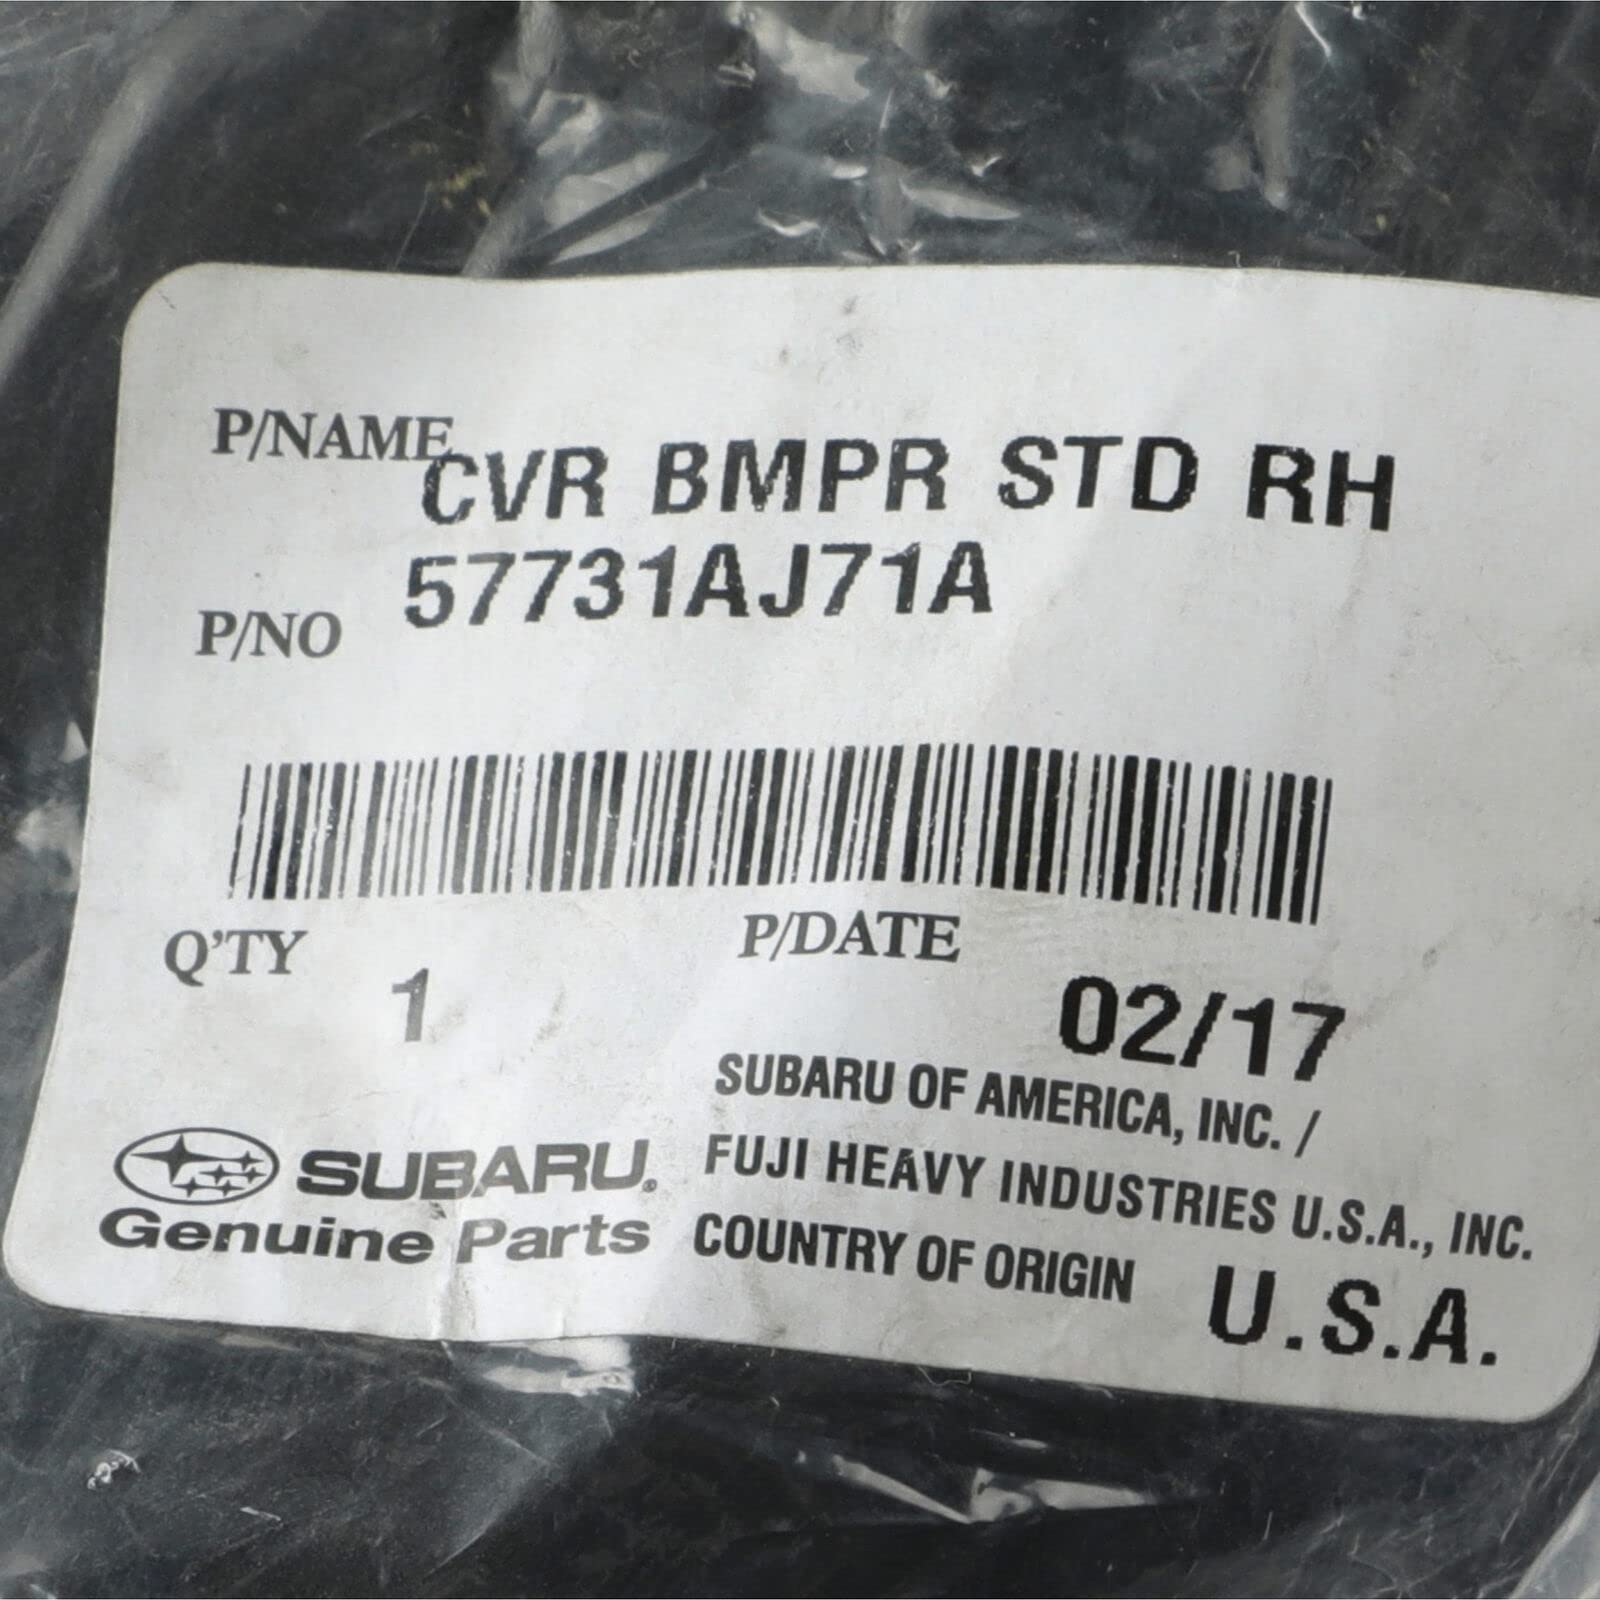 P/NAME CVR BMPR STD RH
P/NO 57731AJ71A
Q'TY 1 P/DATE 02/17
SUBARU OF AMERICA, INC. /
SUBARU. FUJI HEAVY INDUSTRIES U.S.A., INC.
Genuine Parts COUNTRY OF ORIGIN U.S.A.